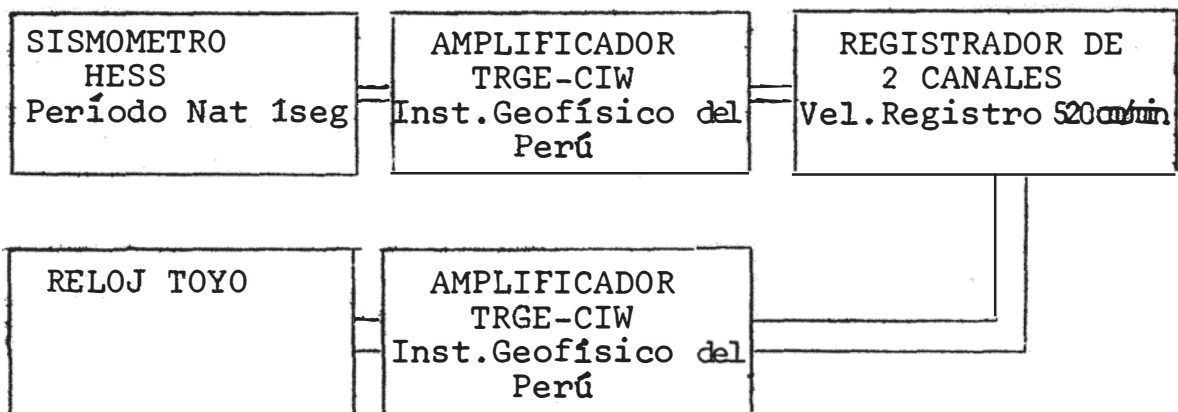 SISMOMETRO
HESS
Período Nat 1seg
AMPLIFICADOR
TRGE-CIW
Inst.Geofísico del
Perú
REGISTRADOR DE
2 CANALES
Vel.Registro
RELOJ TOYO
AMPLIFICADOR
TRGE-CIW
Inst.Geofísico del
Perú